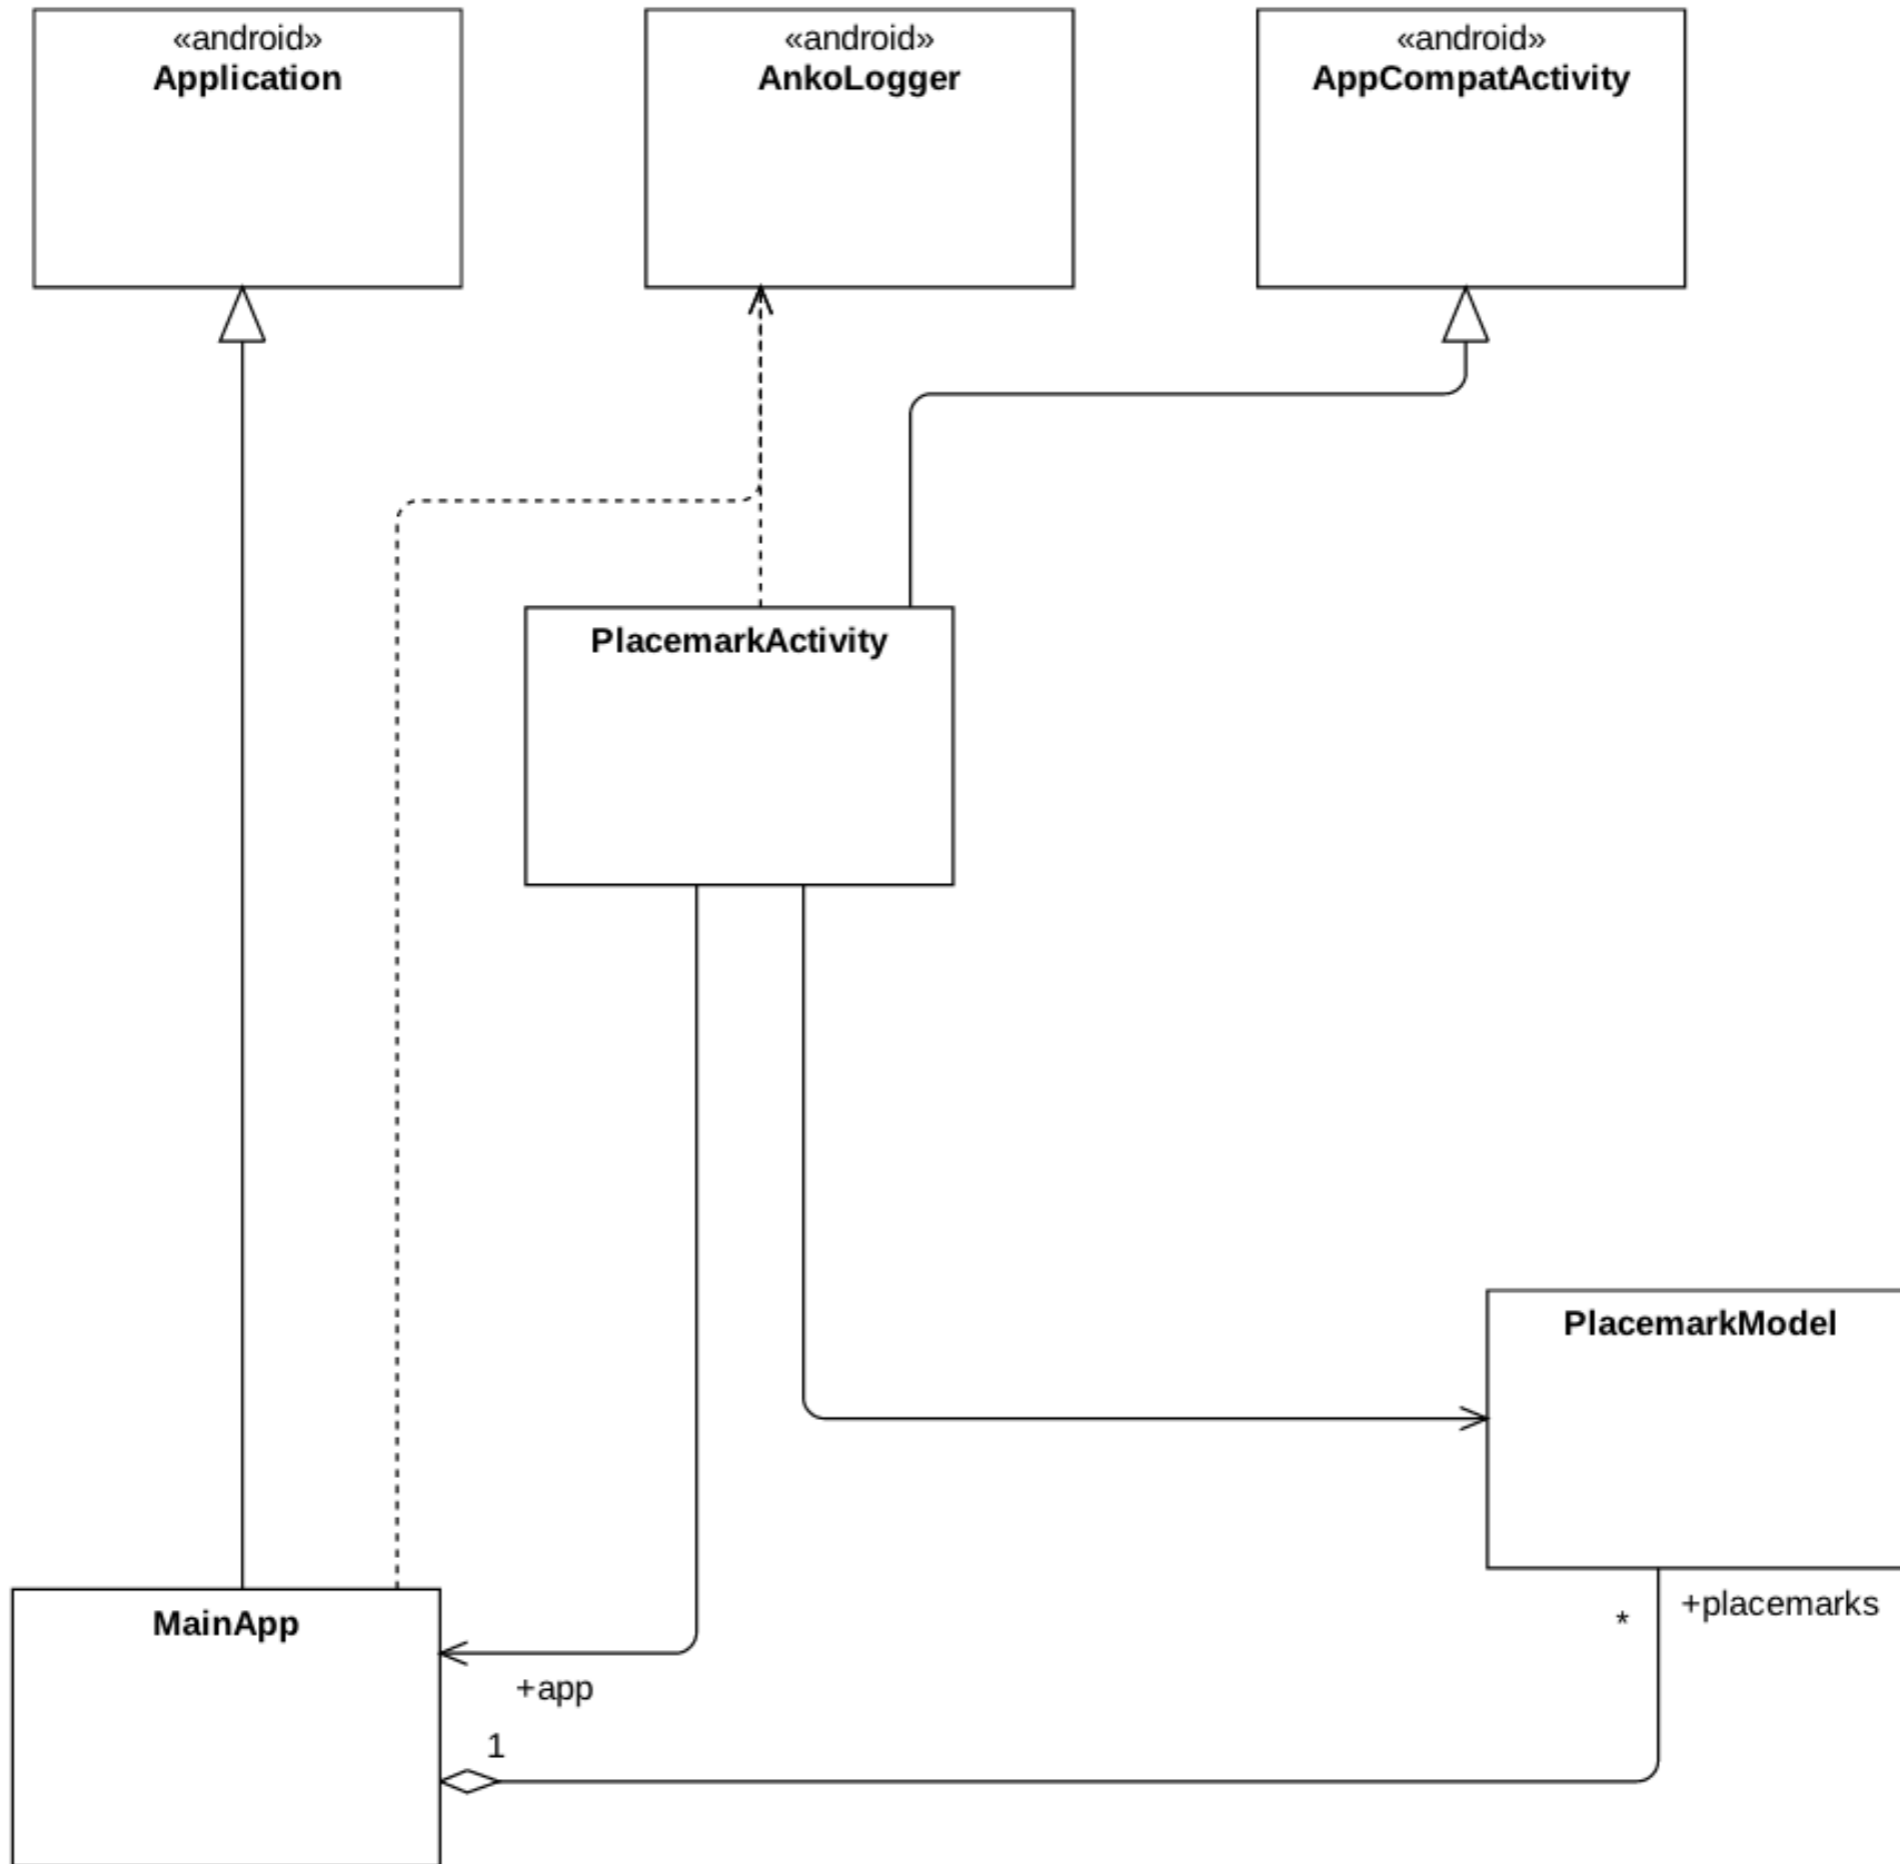 «android»
Application
«android»
AnkoLogger
«android»
AppCompatActivity
PlacemarkActivity
PlacemarkModel
+placemarks
*
MainApp
+app
1